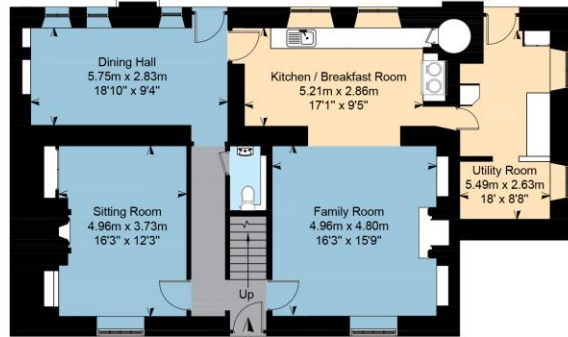 Dining Hall
5.75m x 2.83m
18'10" x 9'4"
Kitchen / Breakfast Room
5.21m x 2.86m
17'1" x 9'5"
Utility Room
5.49m x 2.63m
18' x 8'8"
Sitting Room
4.96m x 3.73m
16'3" x 12'3"
Family Room
4.96m x 4.80m
16'3" x 15'9"
Up